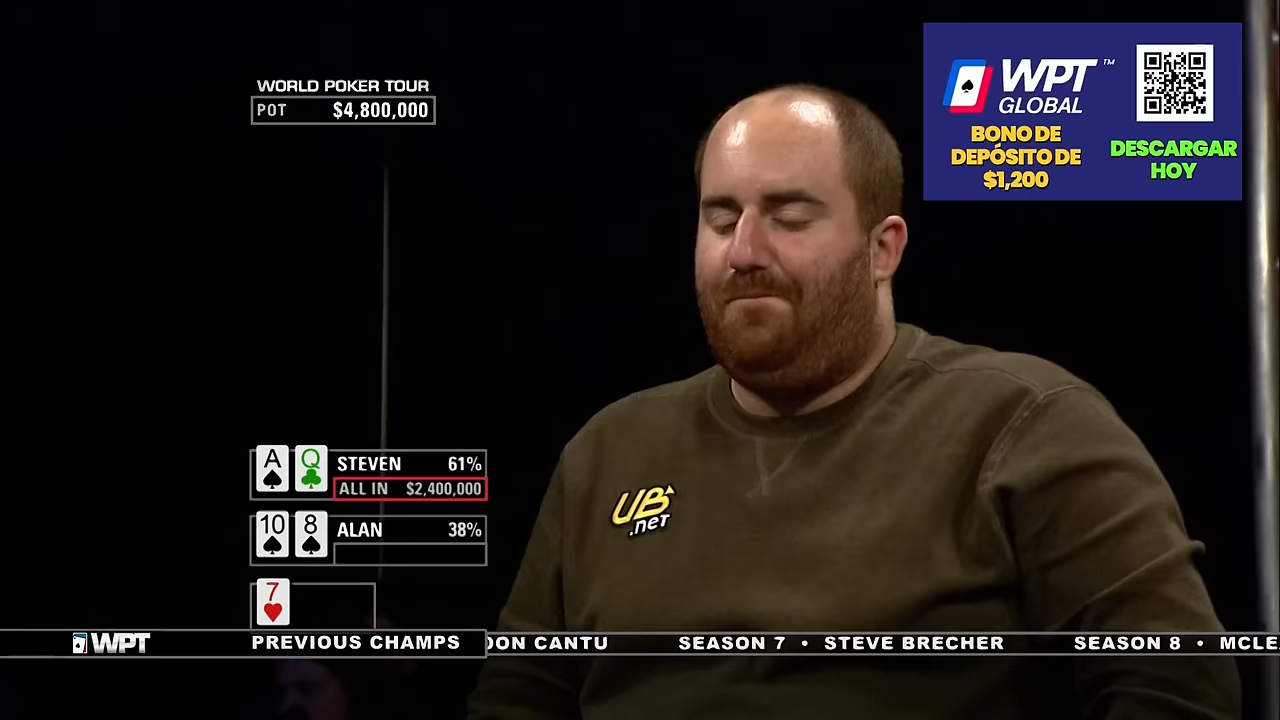 WORLD POKER TOUR
POT $4,800,000
WPT™
GLOBAL
BONO DE
DEPÓSITO DE
$1,200
DESCARGAR
HOY
A Q STEVEN 61%
ALL IN $2,400,000
10 8 ALAN 38%
7
UB
.net
WPT PREVIOUS CHAMPS DON CANTU SEASON 7 • STEVE BRECHER SEASON 8 • MCLE